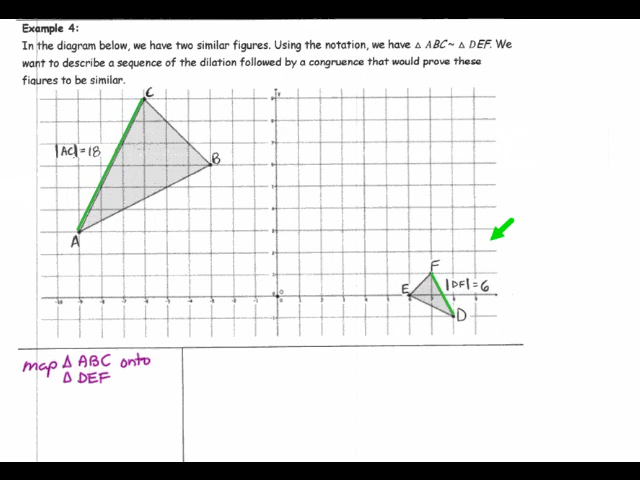 Example 4:
In the diagram below, we have two similar figures. Using the notation, we have △ ABC~ △ DEF. We
want to describe a sequence of the dilation followed by a congruence that would prove these
figures to be similar.
C
|AC|=18
B
A
F
E
|DF|=6
D
map △ ABC onto
△ DEF